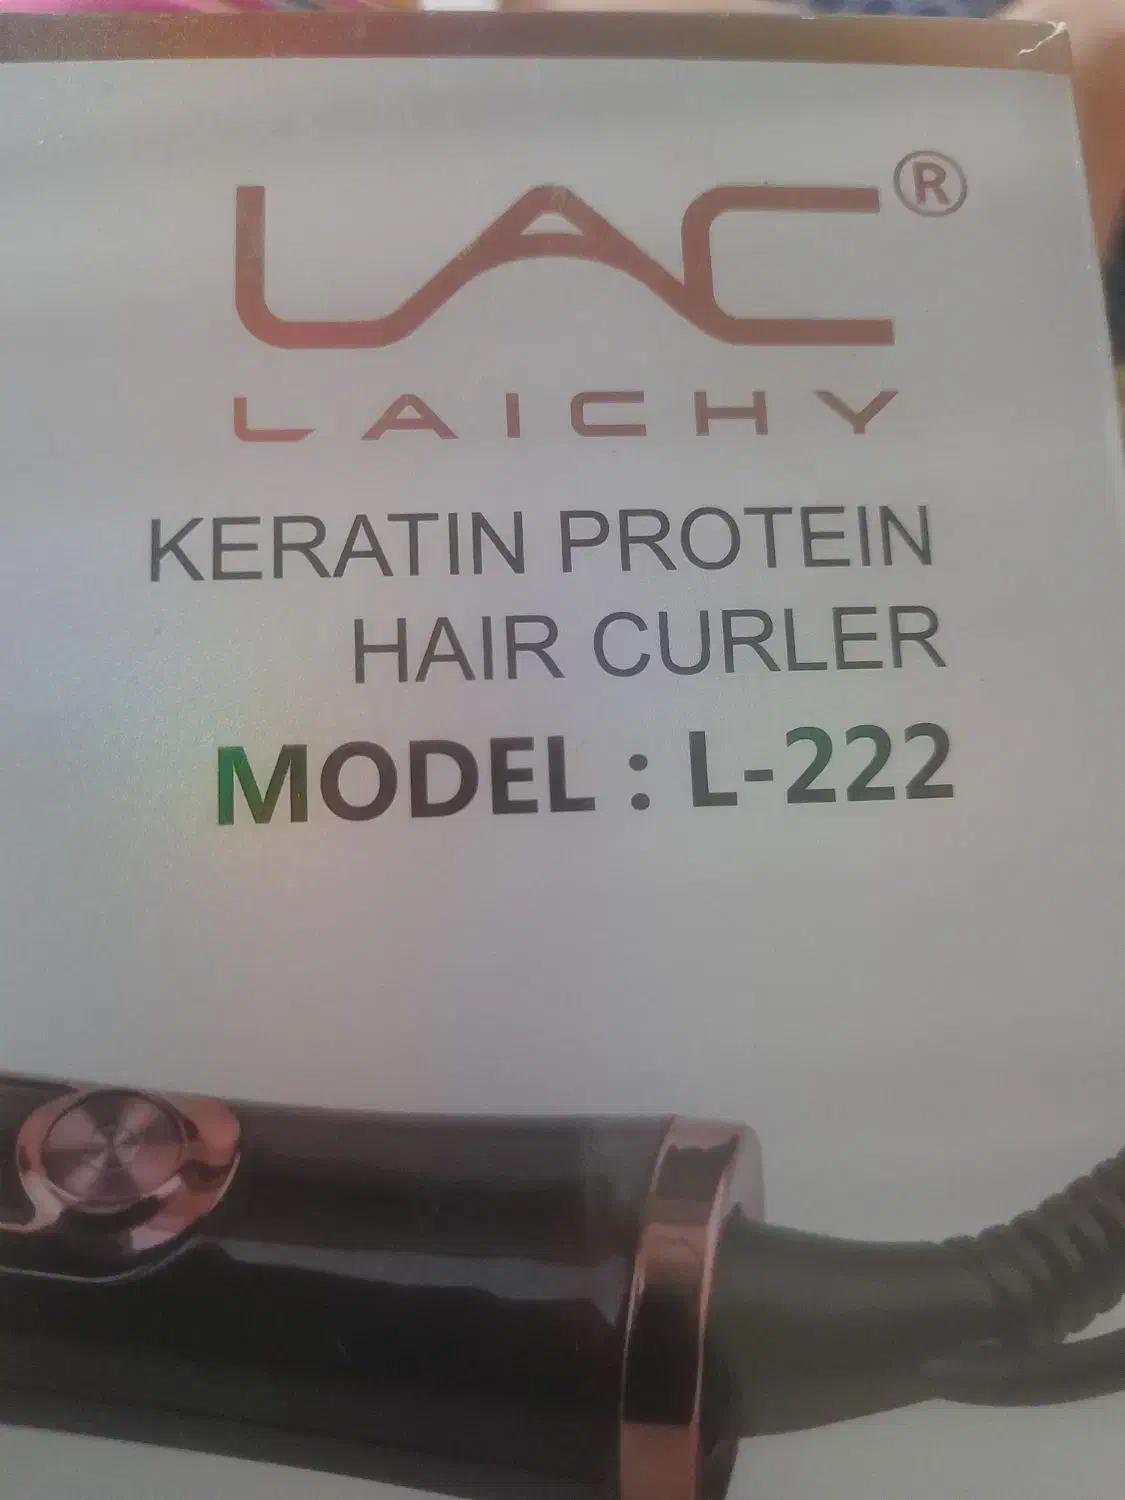 LAC®
LAICHY
KERATIN PROTEIN
HAIR CURLER
MODEL : L-222